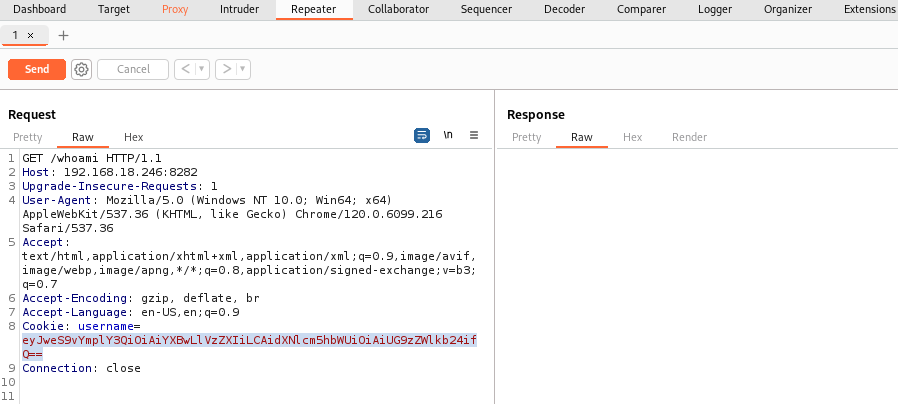 Dashboard Target Proxy Intruder Repeater Collaborator Sequencer Decoder Comparer Logger Organizer Extensions
1 × +
Send Cancel < ▾ > ▾
Request
Pretty Raw Hex \n ≡
1 GET /whoami HTTP/1.1
2 Host: 192.168.18.246:8282
3 Upgrade-Insecure-Requests: 1
4 User-Agent: Mozilla/5.0 (Windows NT 10.0; Win64; x64)
AppleWebKit/537.36 (KHTML, like Gecko) Chrome/120.0.6099.216
Safari/537.36
5 Accept:
text/html,application/xhtml+xml,application/xml;q=0.9,image/avif,
image/webp,image/apng,*/*;q=0.8,application/signed-exchange;v=b3;
q=0.7
6 Accept-Encoding: gzip, deflate, br
7 Accept-Language: en-US,en;q=0.9
8 Cookie: username=
eyJweS9vYmplY3QiOiAiYXBwLlVzZXIiLCAidXNlcm5hbWUiOiAiUG9zZWlkb24if
Q==
9 Connection: close
10
11
Response
Pretty Raw Hex Render